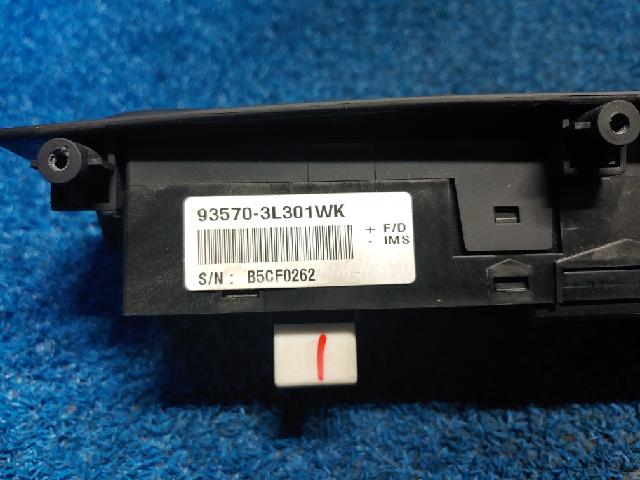 93570-3L301WK
+ F/D
- IMS
S/N : B5CF0262
1